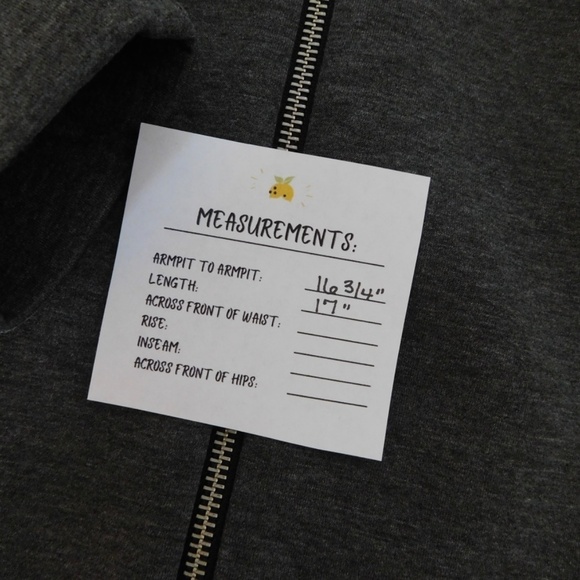 MEASUREMENTS:
ARMPIT TO ARMPIT: 16 3/4"
LENGTH: 17"
ACROSS FRONT OF WAIST:
RISE:
INSEAM:
ACROSS FRONT OF HIPS: